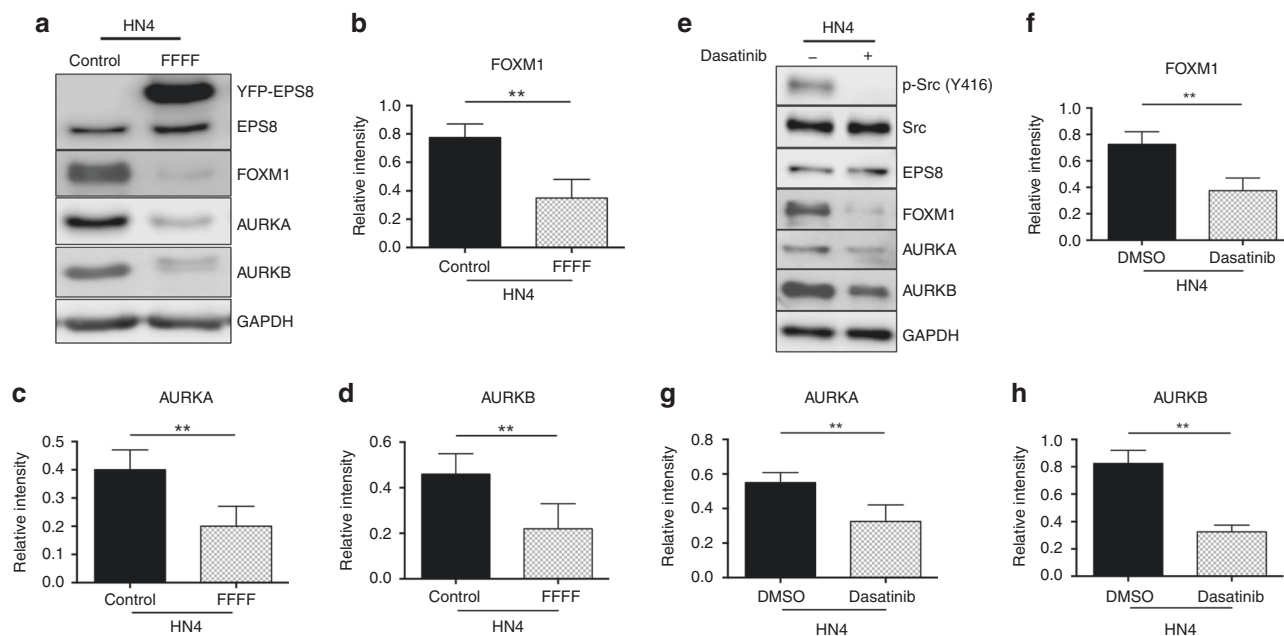 a
HN4
Control FFFF
YFP-EPS8
EPS8
FOXM1
AURKA
AURKB
GAPDH
b
FOXM1
**
Relative intensity
1.0
0.8
0.6
0.4
0.2
0.0
Control FFFF
HN4
e
HN4
Dasatinib – +
p-Src (Y416)
Src
EPS8
FOXM1
AURKA
AURKB
GAPDH
f
FOXM1
**
Relative intensity
1.0
0.8
0.6
0.4
0.2
0.0
DMSO Dasatinib
HN4
c
AURKA
**
Relative intensity
0.5
0.4
0.3
0.2
0.1
0.0
Control FFFF
HN4
d
AURKB
**
Relative intensity
0.6
0.4
0.2
0.0
Control FFFF
HN4
g
AURKA
**
Relative intensity
0.8
0.6
0.4
0.6
0.0
DMSO Dasatinib
HN4
h
AURKB
**
Relative intensity
1.0
0.8
0.6
0.4
0.2
0.0
DMSO Dasatinib
HN4